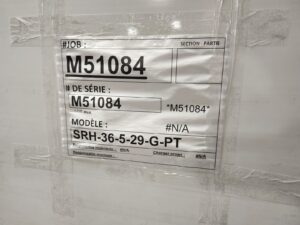 #JOB :
SECTION PARTIE
M51084
# DE SÉRIE :
M51084
*M51084*
MODÈLE :
#N/A
SRH-36-5-29-G-PT